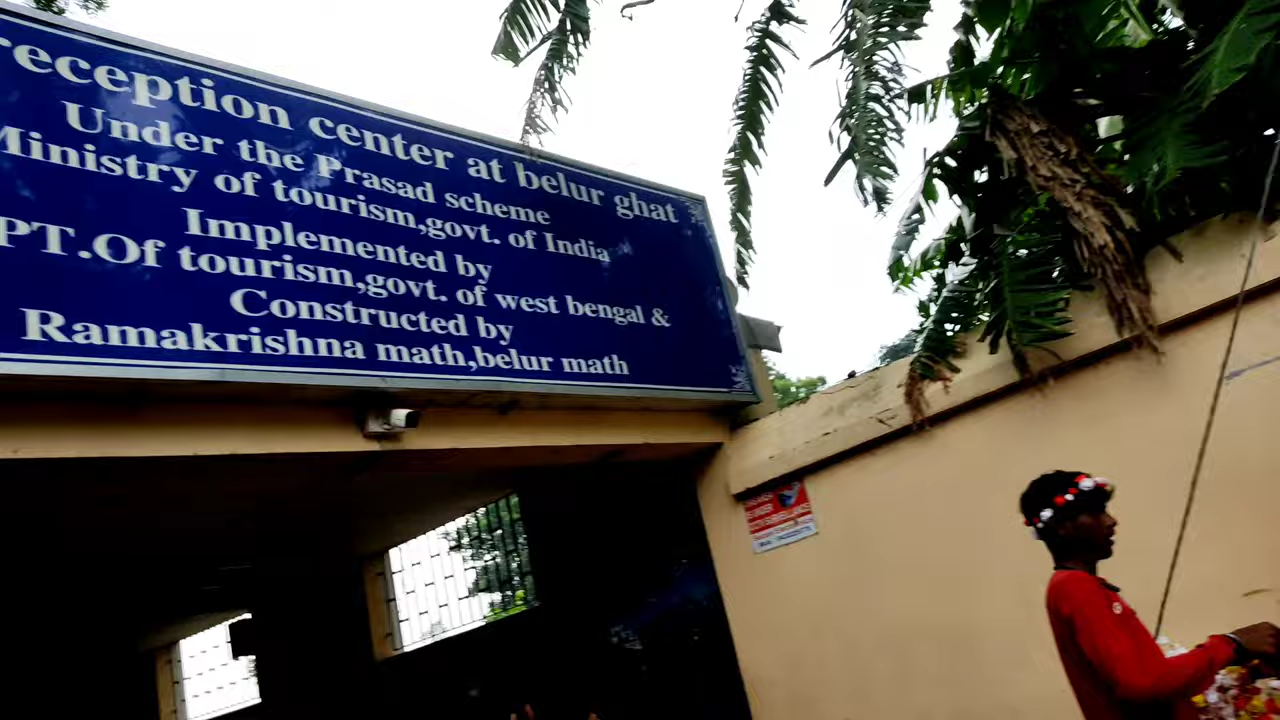 reception center at belur ghat
Under the Prasad scheme
Ministry of tourism,govt. of India
Implemented by
PT.Of tourism,govt. of west bengal &
Constructed by
Ramakrishna math,belur math